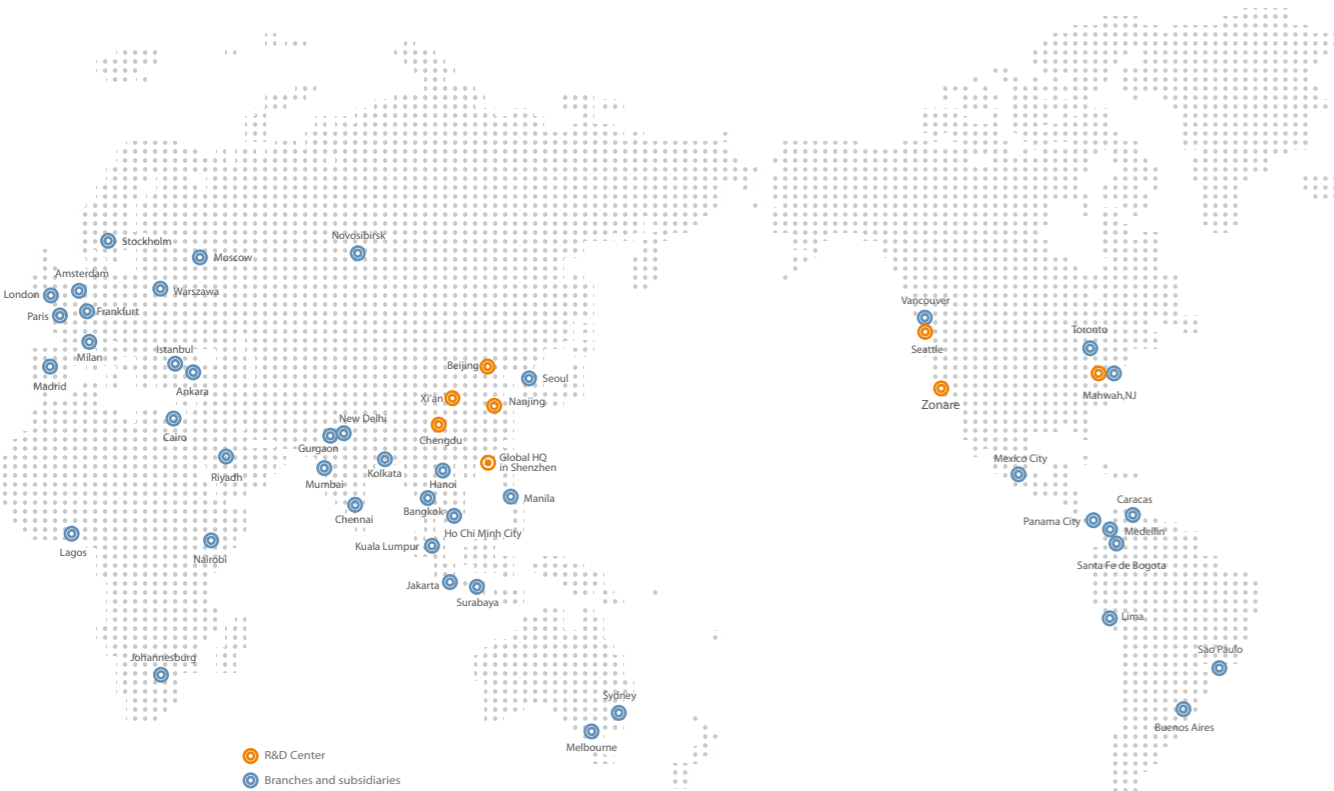 Stockholm
Novosibirsk
Moscow
Amsterdam
London
Warszawa
Paris
Frankfurt
Milan
Istanbul
Madrid
Ankara
Cairo
Riyadh
Lagos
Nairobi
Johannesburg
Beijing
Seoul
Xi'an
Nanjing
New Delhi
Chengdu
Gurgaon
Global HQ
in Shenzhen
Mumbai
Kolkata
Hanoi
Manila
Chennai
Bangkok
Ho Chi Minh City
Kuala Lumpur
Jakarta
Surabaya
Sydney
Melbourne
Vancouver
Seattle
Toronto
Zonare
Mahwah,NJ
Mexico City
Caracas
Panama City
Medellin
Santa Fe de Bogota
Lima
Sao Paulo
Buenos Aires
R&D Center
Branches and subsidiaries